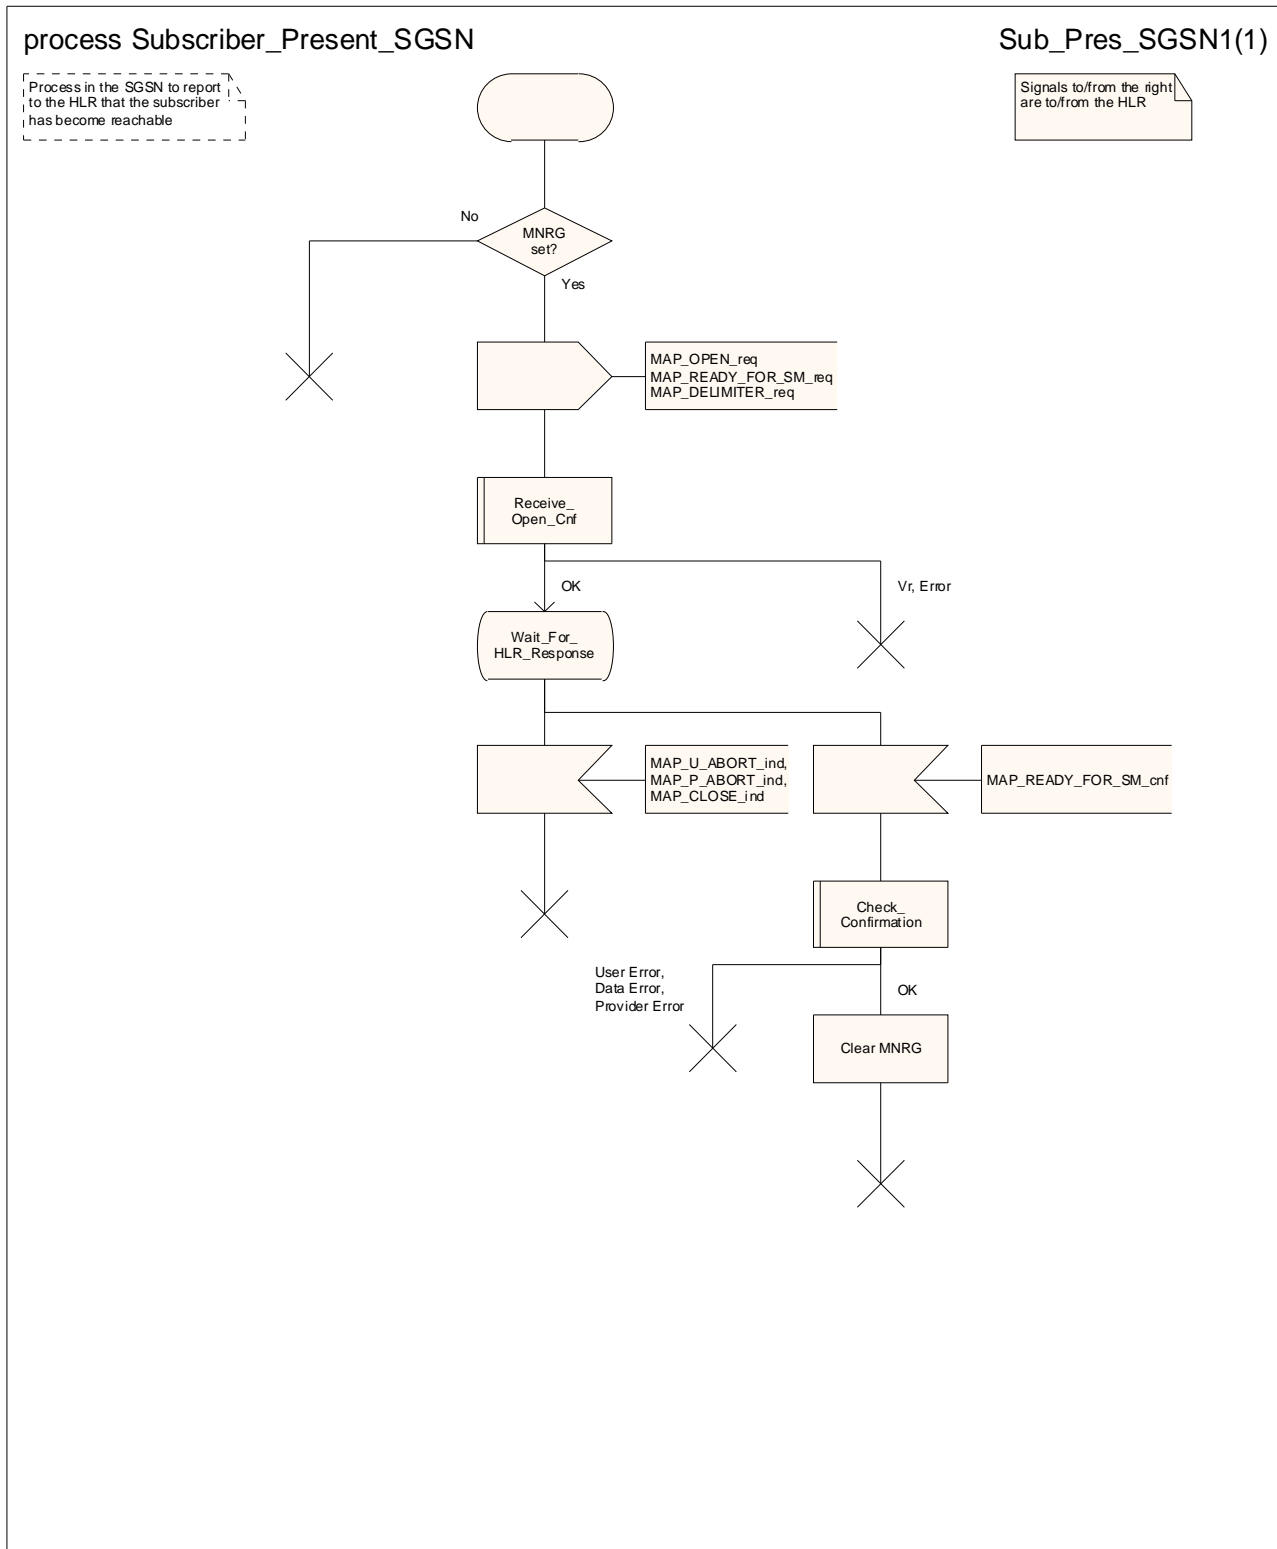 process Subscriber_Present_SGSN
Sub_Pres_SGSN1(1)
Process in the SGSN to report
to the HLR that the subscriber
has become reachable
Signals to/from the right
are to/from the HLR
No
MNRG
set?
Yes
MAP_OPEN_req
MAP_READY_FOR_SM_req
MAP_DELIMITER_req
Receive_
Open_Cnf
OK
Vr, Error
Wait_For_
HLR_Response
MAP_U_ABORT_ind,
MAP_P_ABORT_ind,
MAP_CLOSE_ind
MAP_READY_FOR_SM_cnf
Check_
Confirmation
User Error,
Data Error,
Provider Error
OK
Clear MNRG